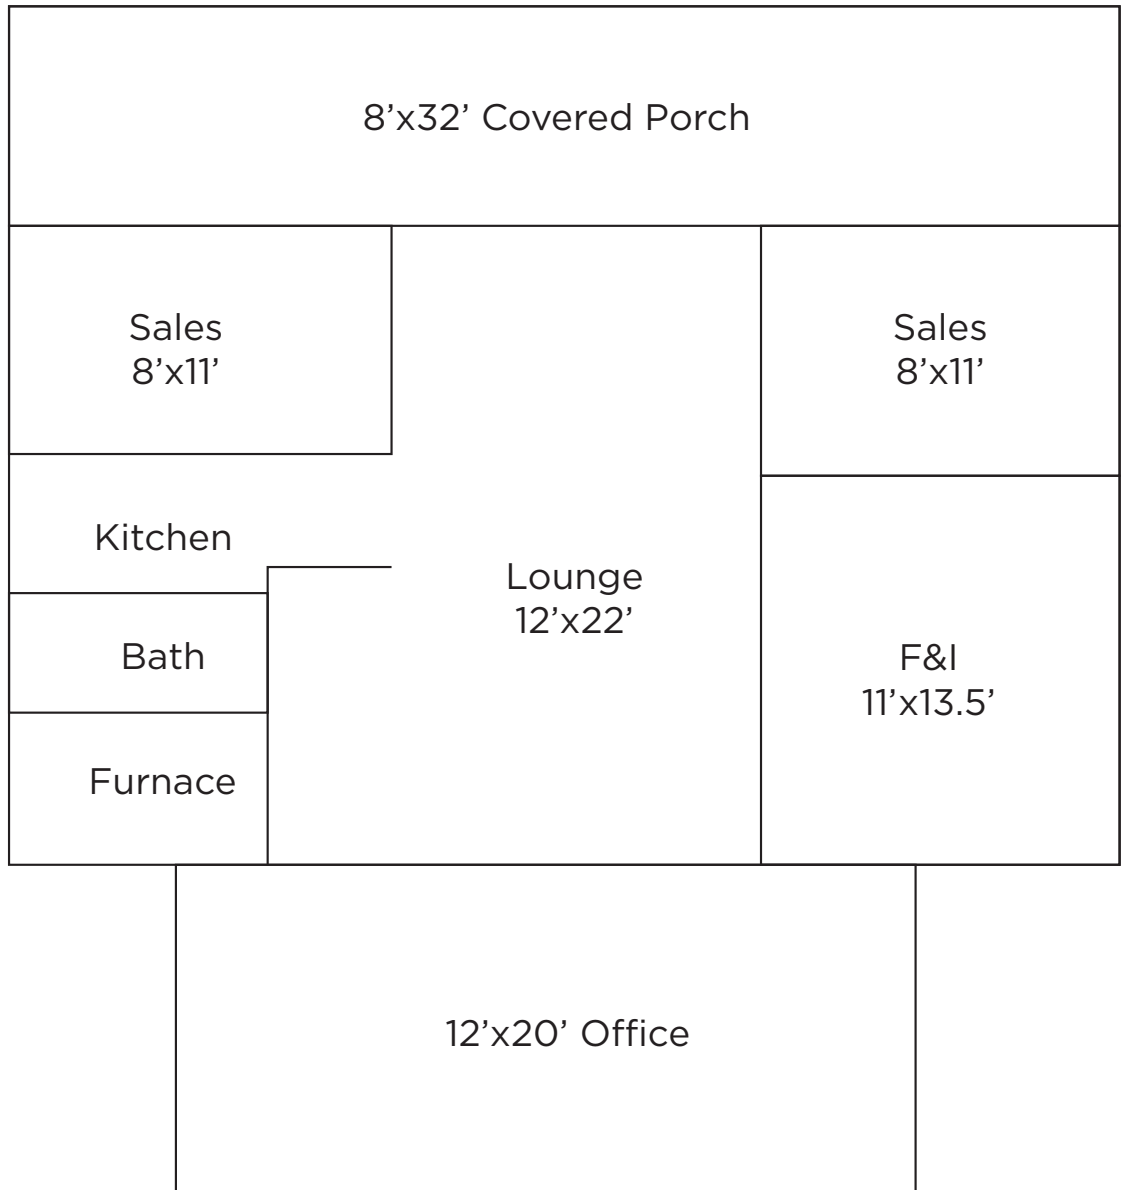 8’x32’ Covered Porch
Sales
8’x11’
Sales
8’x11’
Kitchen
Lounge
12’x22’
Bath
F&I
11’x13.5’
Furnace
12’x20’ Office